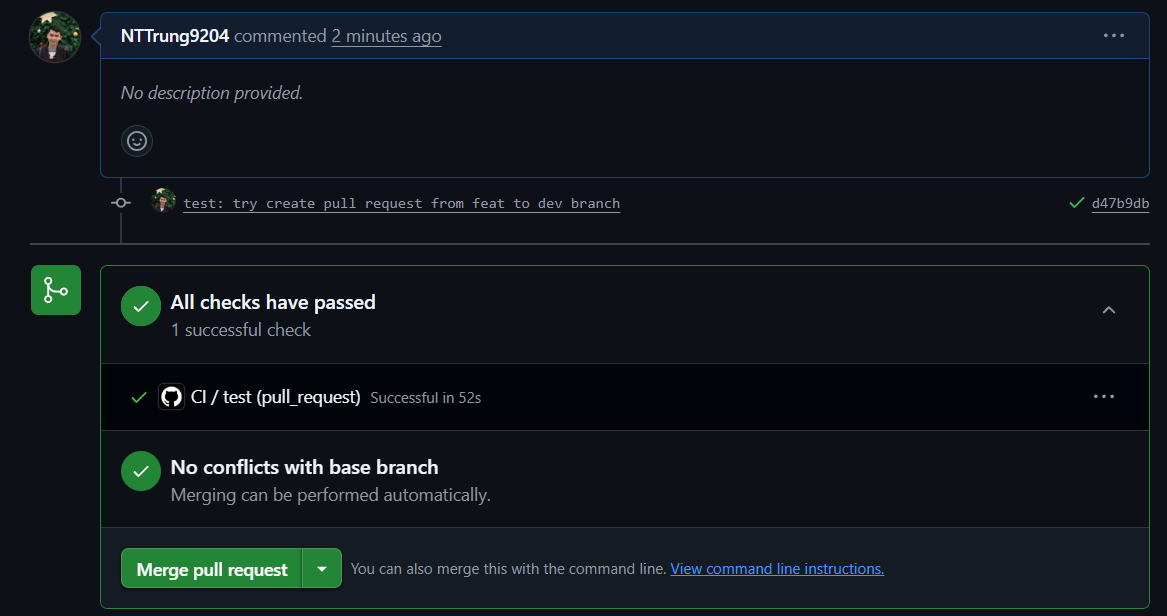 NTTrung9204 commented 2 minutes ago
No description provided.
test: try create pull request from feat to dev branch d47b9db
All checks have passed
1 successful check
CI / test (pull_request) Successful in 52s
No conflicts with base branch
Merging can be performed automatically.
Merge pull request You can also merge this with the command line. View command line instructions.